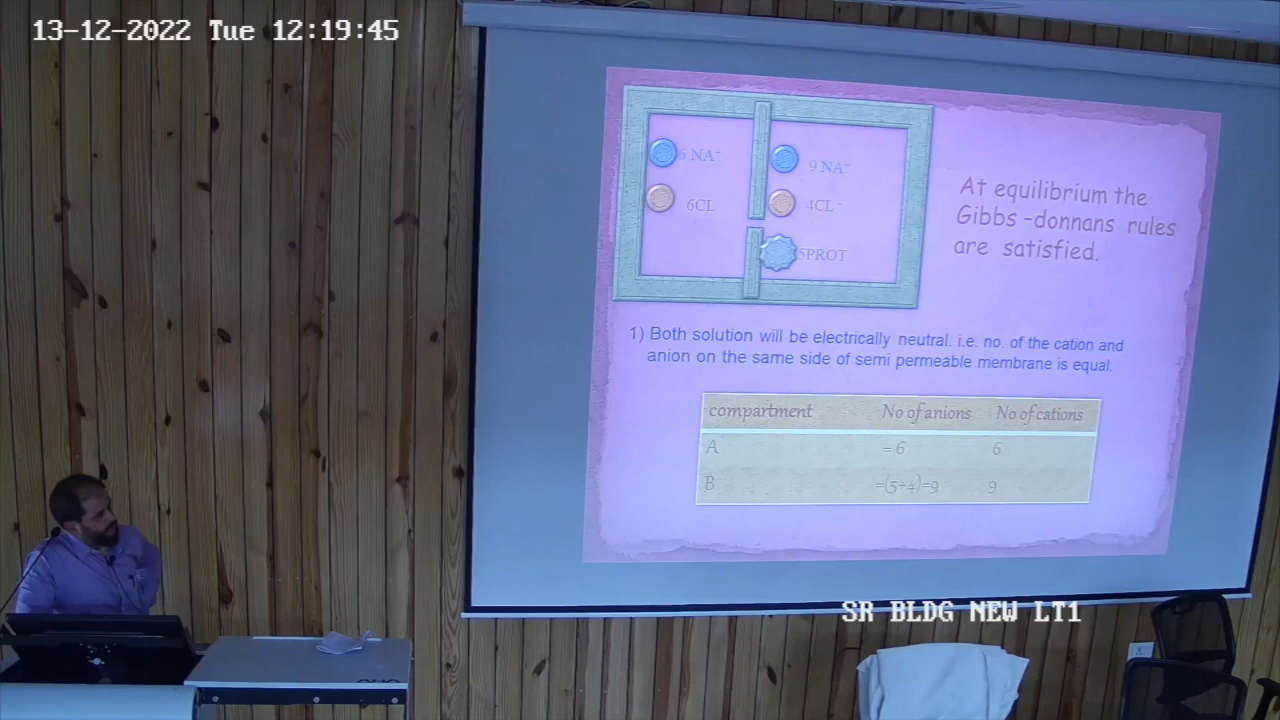 13-12-2022 Tue 12:19:45
6 NA+ 9 NA+
6CL 4CL-
5PROT
At equilibrium the
Gibbs-donnans rules
are satisfied.
1) Both solution will be electrically neutral. i.e. no. of the cation and
anion on the same side of semi permeable membrane is equal.
compartment No of anions No of cations
A = 6 6
B =(5+4)=9 9
SR BLDG NEW LT1